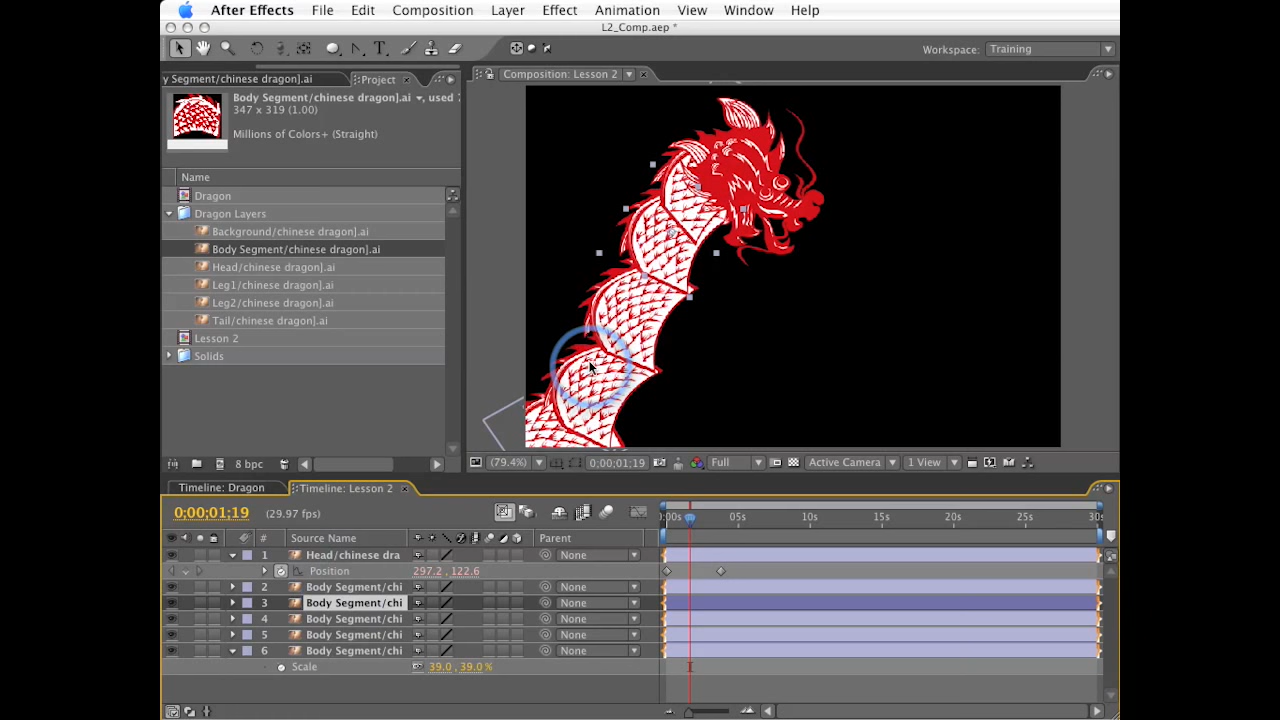 After Effects File Edit Composition Layer Effect Animation View Window Help
L2_Comp.aep *
Workspace: Training
y Segment/chinese dragon].ai Project Composition: Lesson 2
Body Segment/chinese dragon].ai , used 7
347 x 319 (1.00)
Millions of Colors+ (Straight)
Name
Dragon
Dragon Layers
Background/chinese dragon].ai
Body Segment/chinese dragon].ai
Head/chinese dragon].ai
Leg1/chinese dragon].ai
Leg2/chinese dragon].ai
Tail/chinese dragon].ai
Lesson 2
Solids
8 bpc (79.4%) 0;00;01;19 Full Active Camera 1 View
Timeline: Dragon Timeline: Lesson 2
0;00;01;19 (29.97 fps)
):00s 05s 10s 15s 20s 25s 30s
# Source Name Parent
1 Head/chinese dra None
Position 297.2 , 122.6
2 Body Segment/chi None
3 Body Segment/chi None
4 Body Segment/chi None
5 Body Segment/chi None
6 Body Segment/chi None
Scale 39.0 , 39.0 %